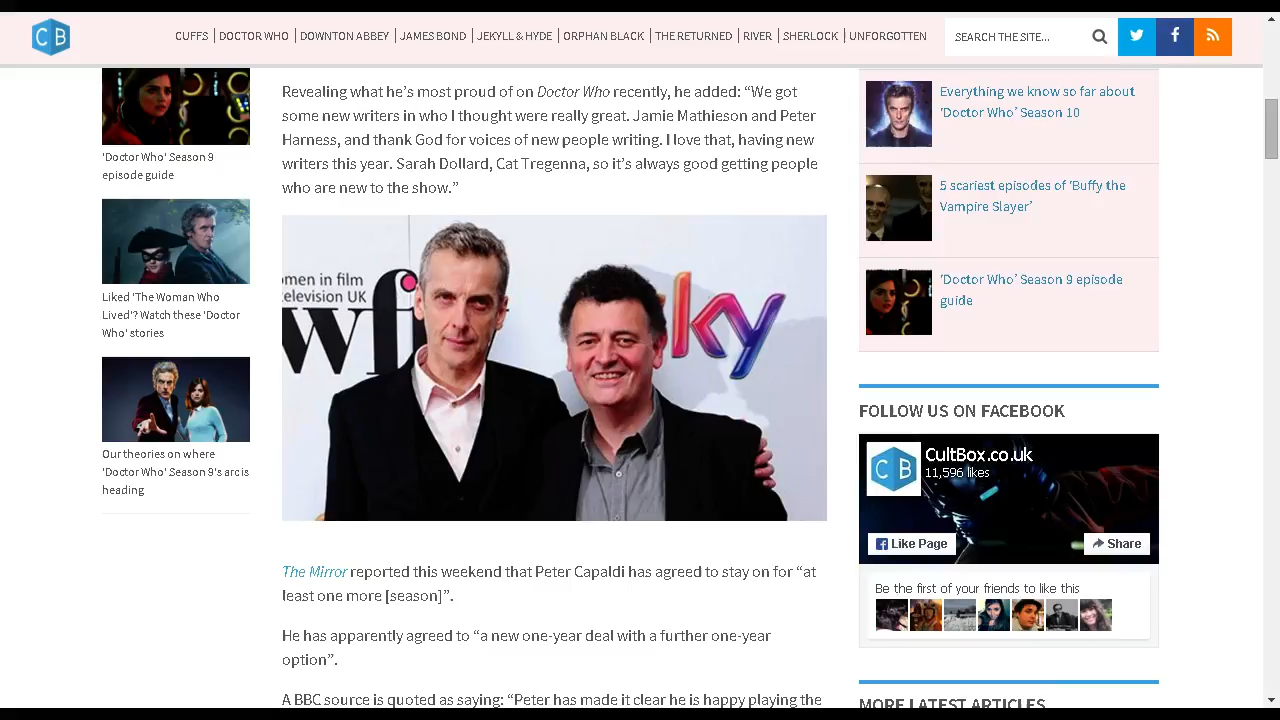 CB
CUFFS
DOCTOR WHO
DOWNTON ABBEY
ORPHAN BLACK
THE RETURNED
RIVER
SHERLOCK
UNFORGOTTEN
SEARCH THE SITE...
'Doctor Who' Season 9
episode guide
Liked 'The Woman Who
Lived'? Watch these 'Doctor
Who' stories
Our theories on where
'Doctor Who' Season 9's arc is
heading
Revealing what he's most proud of on Doctor Who recently, he added: “We got
some new writers in who I thought were really great. Jamie Mathieson and Peter
Harness, and thank God for voices of new people writing. I love that, having new
writers this year. Sarah Dollard, Cat Tregenna, so it's always good getting people
who are new to the show.”
omen in film
television UK
wf
sky
The Mirror reported this weekend that Peter Capaldi has agreed to stay on for “at
least one more [season]”.
He has apparently agreed to “a new one-year deal with a further one-year
option”.
A BBC source is quoted as saying: “Peter has made it clear he is happy playing the
Everything we know so far about
‘Doctor Who’ Season 10
5 scariest episodes of ‘Buffy the
Vampire Slayer’
‘Doctor Who’ Season 9 episode
guide
FOLLOW US ON FACEBOOK
CB
CultBox.co.uk
11,596 likes
Like Page
Share
Be the first of your friends to like this
MORE LATEST ARTICLES